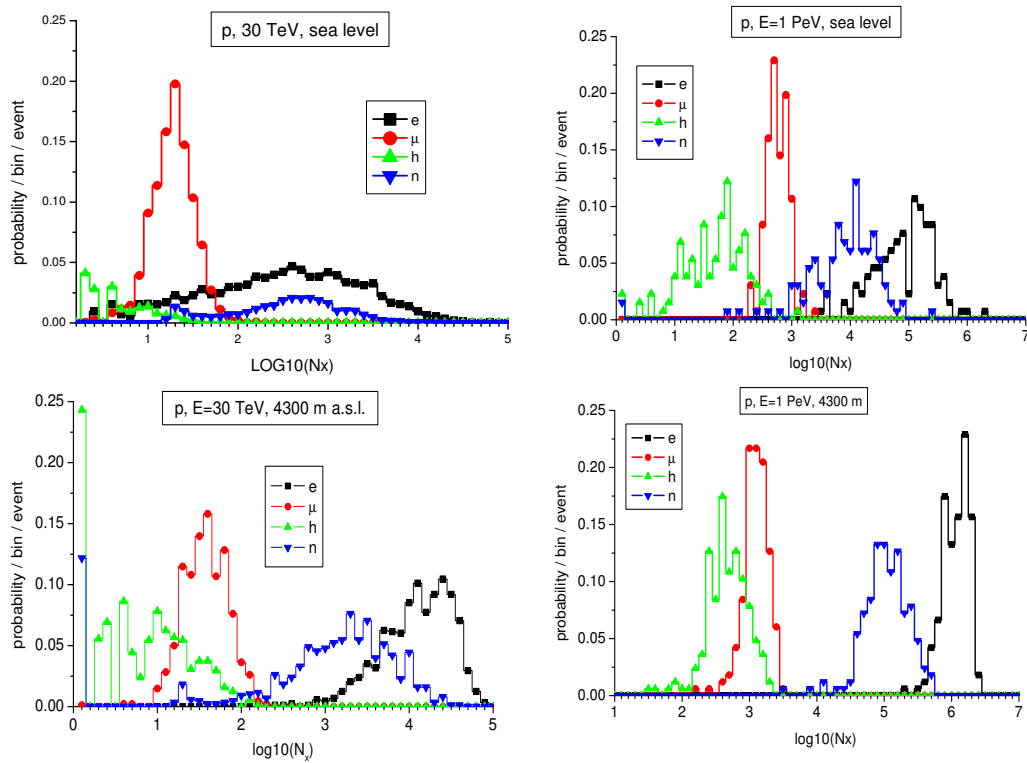 p, 30 TeV, sea level
probability / bin / event
0.25
0.20
0.15
0.10
0.05
0.00
e
μ
h
n
1
2
3
4
5
LOG10(Nx)
p, E=1 PeV, sea level
probability / bin / event
0.25
0.20
0.15
0.10
0.05
0.00
e
μ
h
n
0
1
2
3
4
5
6
7
log10(Nx)
p, E=30 TeV, 4300 m a.s.l.
probability / bin / event
0.25
0.20
0.15
0.10
0.05
0.00
e
μ
h
n
0
1
2
3
4
5
log10(Nx)
p, E=1 PeV, 4300 m
probability / bin / event
0.25
0.20
0.15
0.10
0.05
0.00
e
μ
h
n
1
2
3
4
5
6
7
log10(Nx)